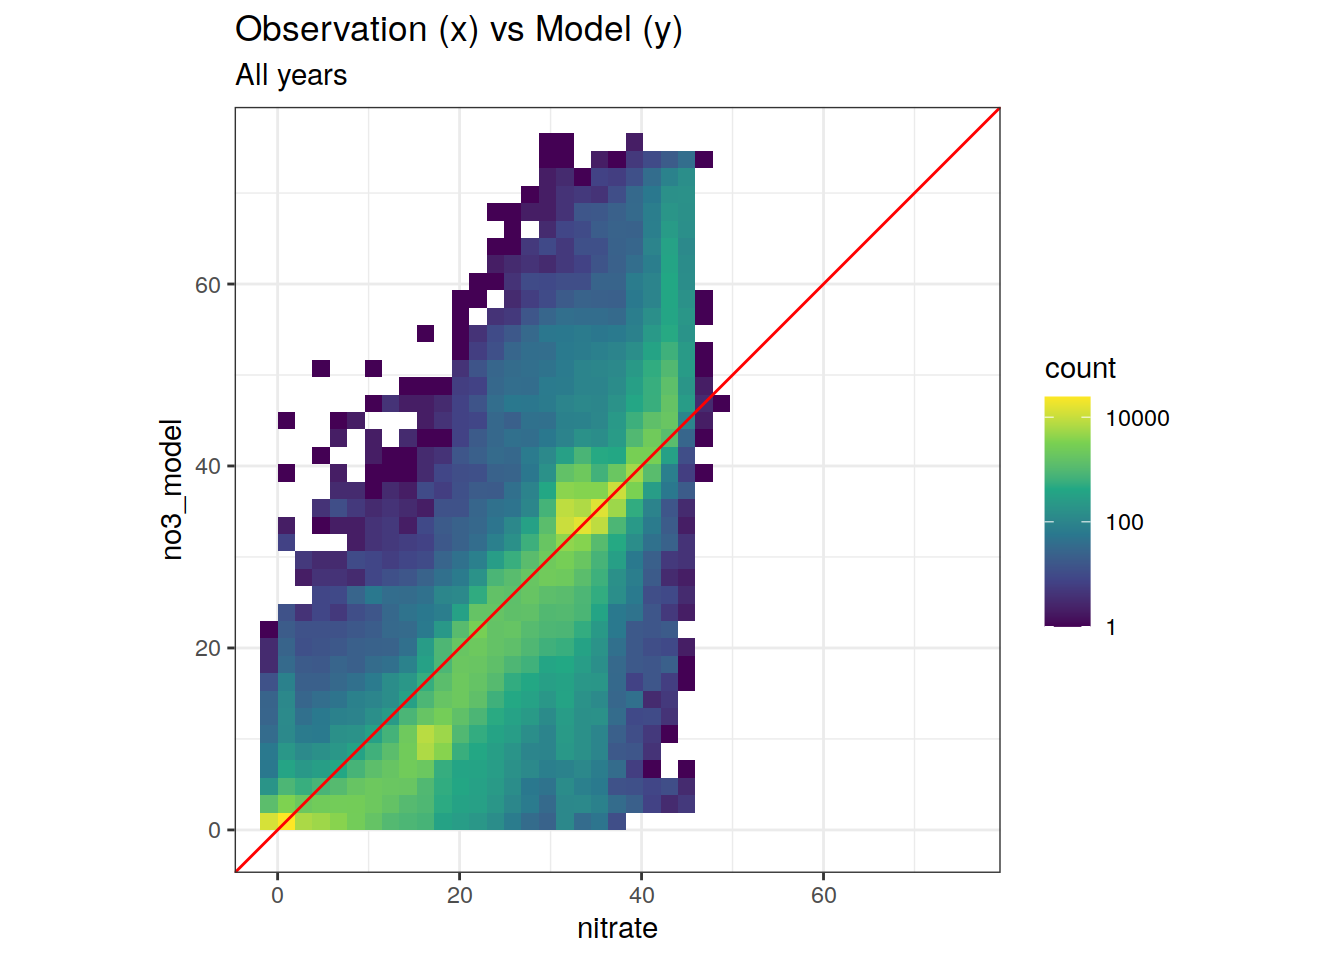 Observation (x) vs Model (y)
All years
no3_model
60
40
20
0
0
20
40
60
nitrate
count
10000
100
1